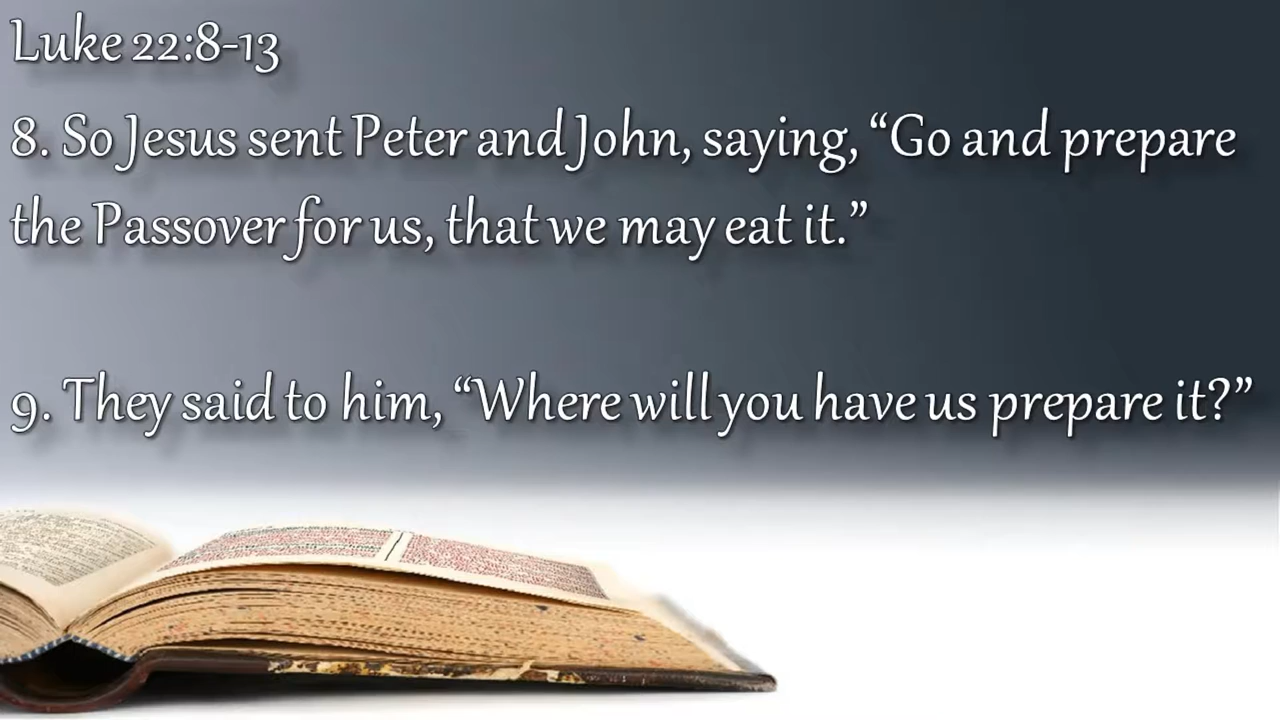 Luke 22:8-13
8. So Jesus sent Peter and John, saying, “Go and prepare
the Passover for us, that we may eat it.”
9. They said to him, “Where will you have us prepare it?”